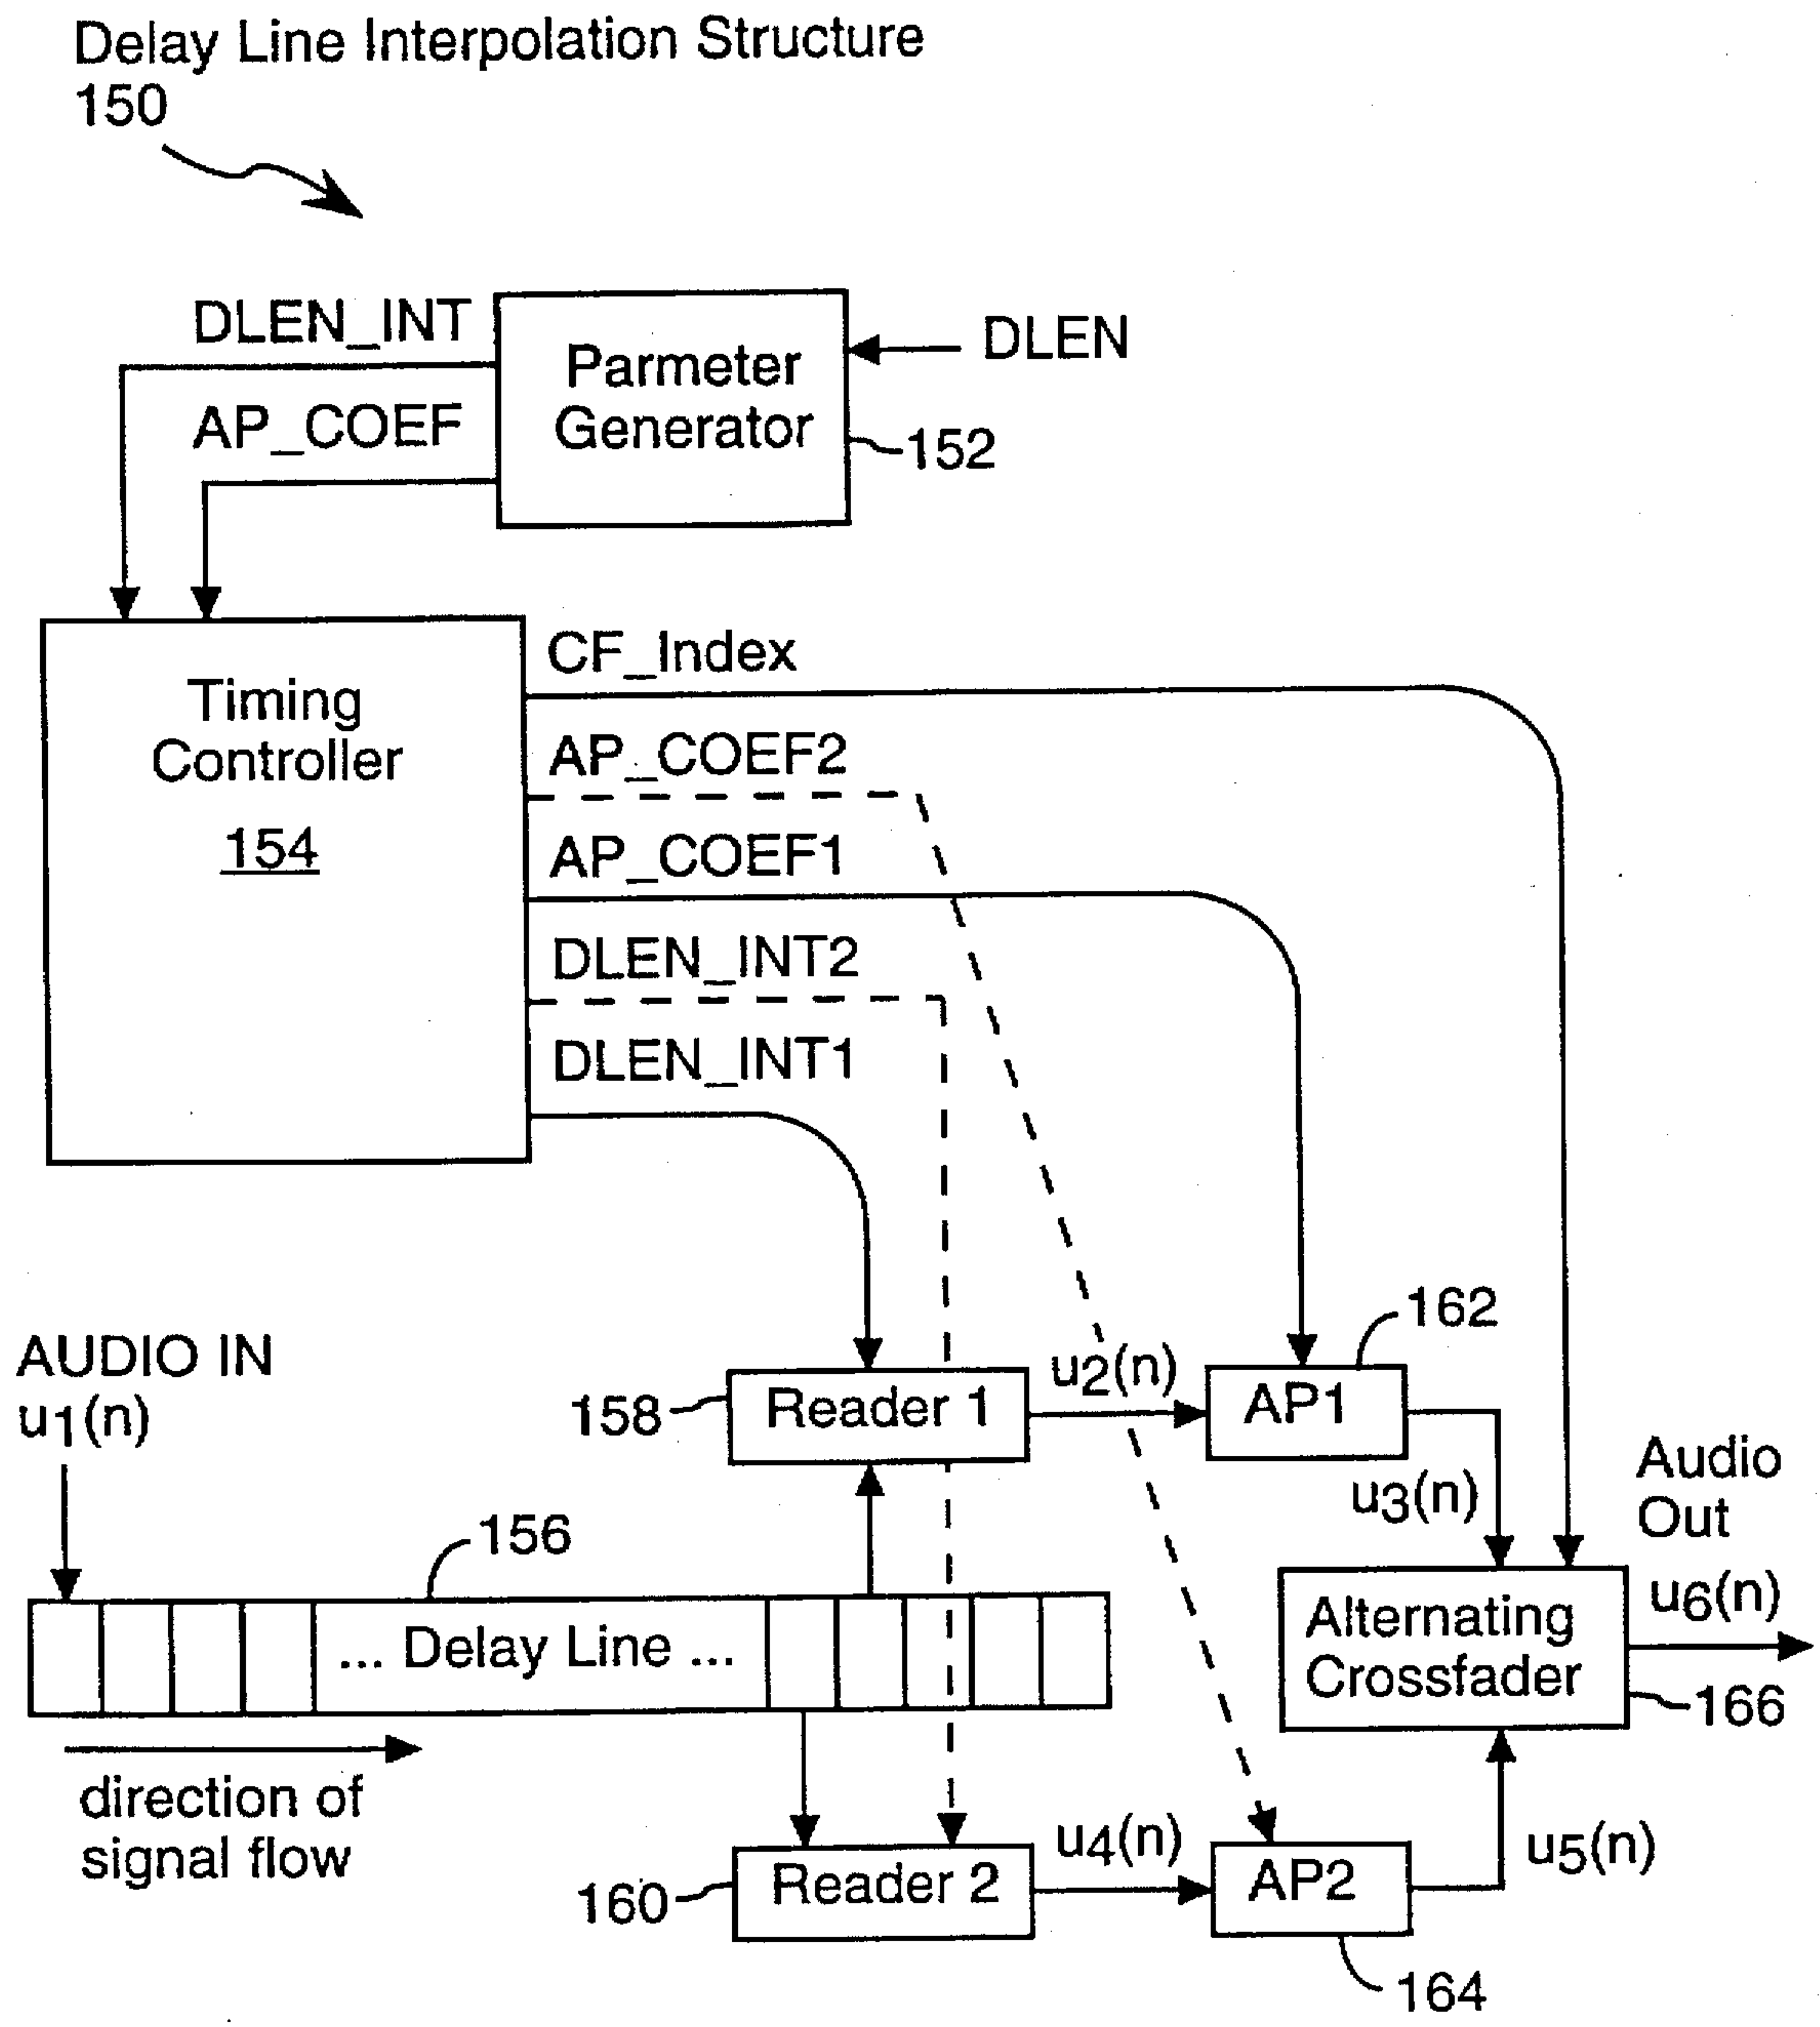 Delay Line Interpolation Structure
150
DLEN_INT
DLEN
Parmeter
Generator
AP_COEF
152
CF_Index
Timing
Controller
154
AP_COEF2
AP_COEF1
DLEN_INT2
DLEN_INT1
162
AUDIO IN
u1(n)
158
Reader 1
u2(n)
AP1
u3(n)
Audio
Out
u6(n)
156
... Delay Line ...
Alternating
Crossfader
166
direction of
signal flow
160
Reader 2
u4(n)
AP2
u5(n)
164